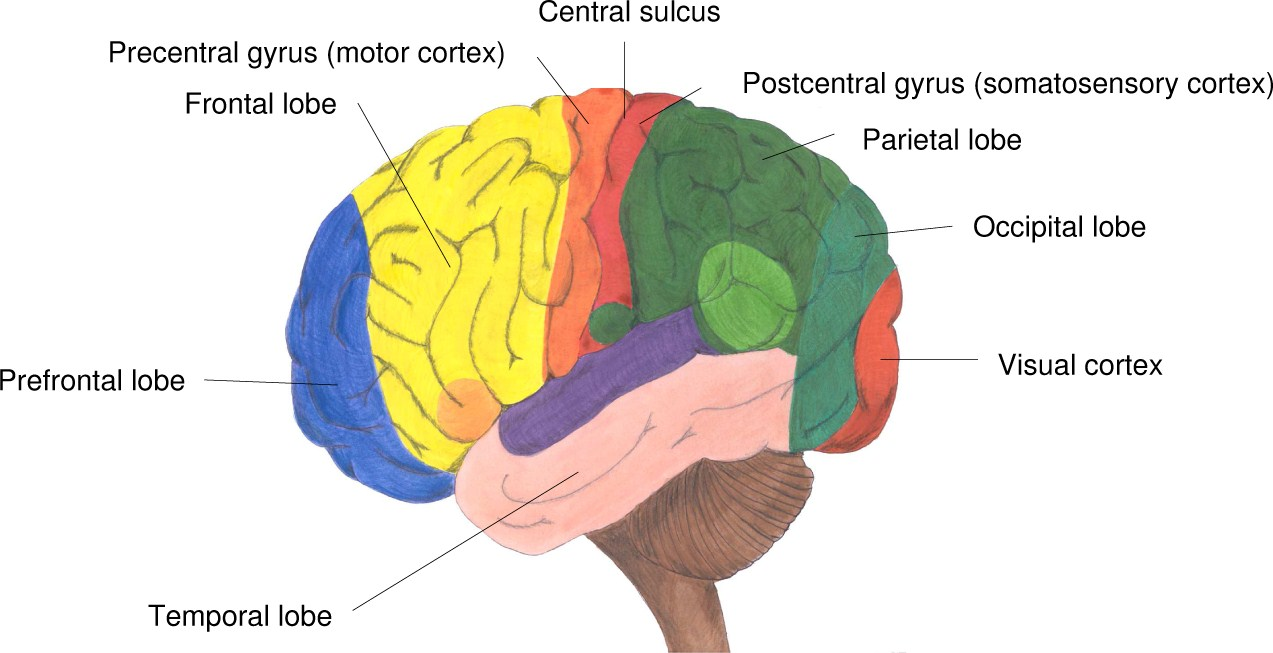 Central sulcus
Precentral gyrus (motor cortex)
Postcentral gyrus (somatosensory cortex)
Frontal lobe
Parietal lobe
Occipital lobe
Visual cortex
Prefrontal lobe
Temporal lobe